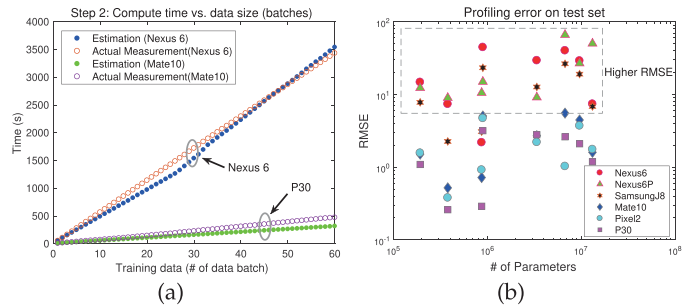 Step 2: Compute time vs. data size (batches)
4000
3500
3000
2500
2000
1500
1000
500
0
Time (s)
Estimation (Nexus 6)
Actual Measurement(Nexus 6)
Estimation (Mate10)
Actual Measurement(Mate10)
Nexus 6
P30
0
10
20
30
40
50
60
Training data (# of data batch)
(a)
Profiling error on test set
10²
10¹
10⁰
10⁻¹
RMSE
Higher RMSE
Nexus6
Nexus6P
SamsungJ8
Mate10
Pixel2
P30
10⁵
10⁶
10⁷
10⁸
# of Parameters
(b)